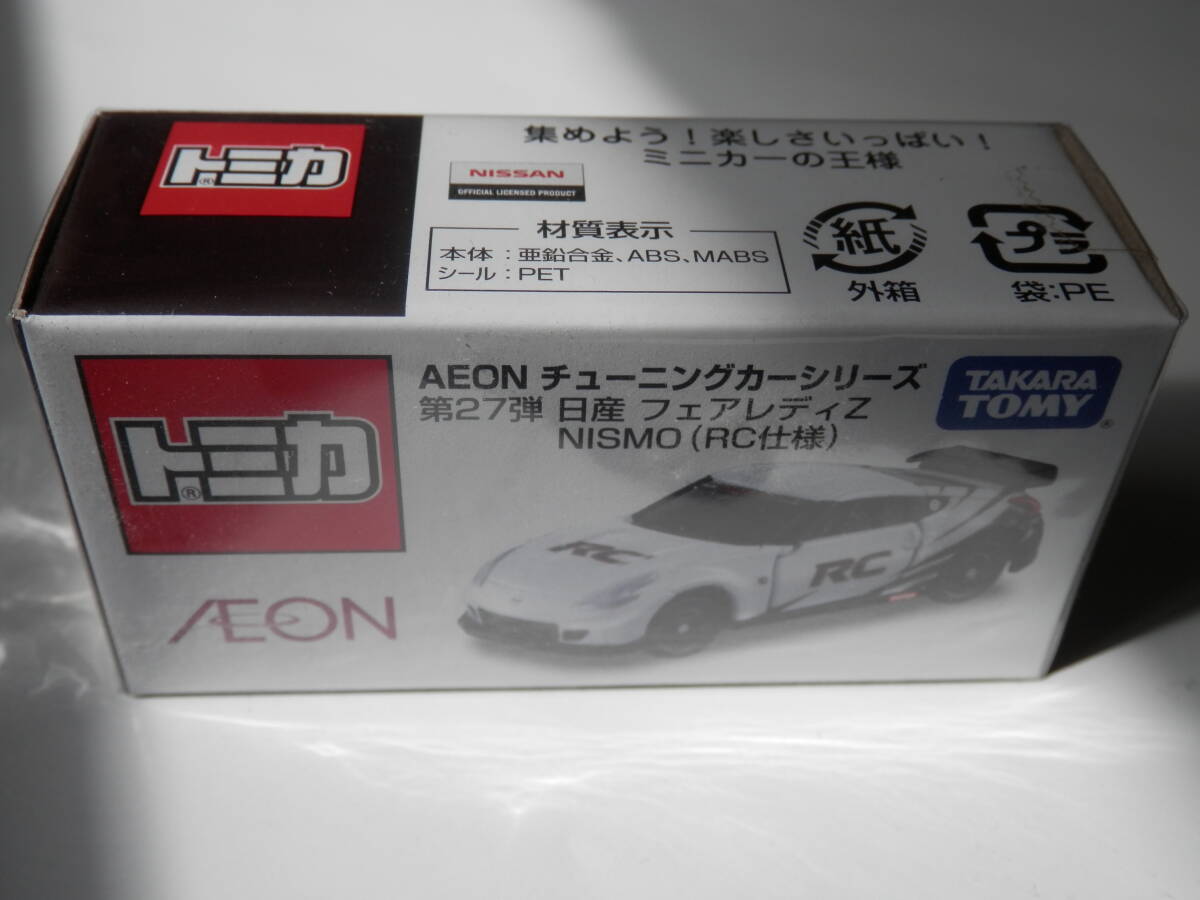 トミカ®
集めよう！楽しさいっぱい！
ミニカーの王様
NISSAN
OFFICIAL LICENSED PRODUCT
材質表示
本体：亜鉛合金、ABS、MABS
シール：PET
紙
外箱
プラ
袋：PE
トミカ®
AEON チューニングカーシリーズ
第27弾 日産 フェアレディZ
NISMO（RC仕様）
TAKARA
TOMY®
RC
RC
ÆON